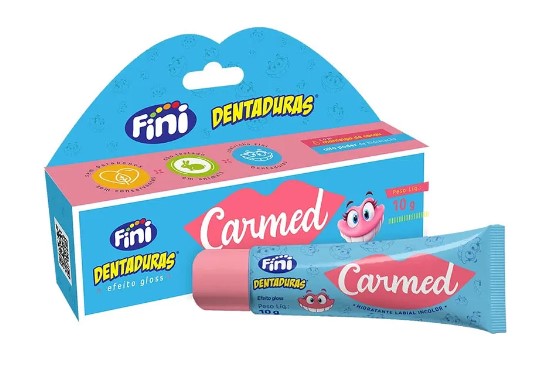 Fini
DENTADURAS®
Carmed
Peso Líq.
10 g
Fini
DENTADURAS®
efeito gloss
Fini
DENTADURAS
Efeito gloss
Peso Líq.
10 g
Carmed
HIDRATANTE LABIAL INCOLOR